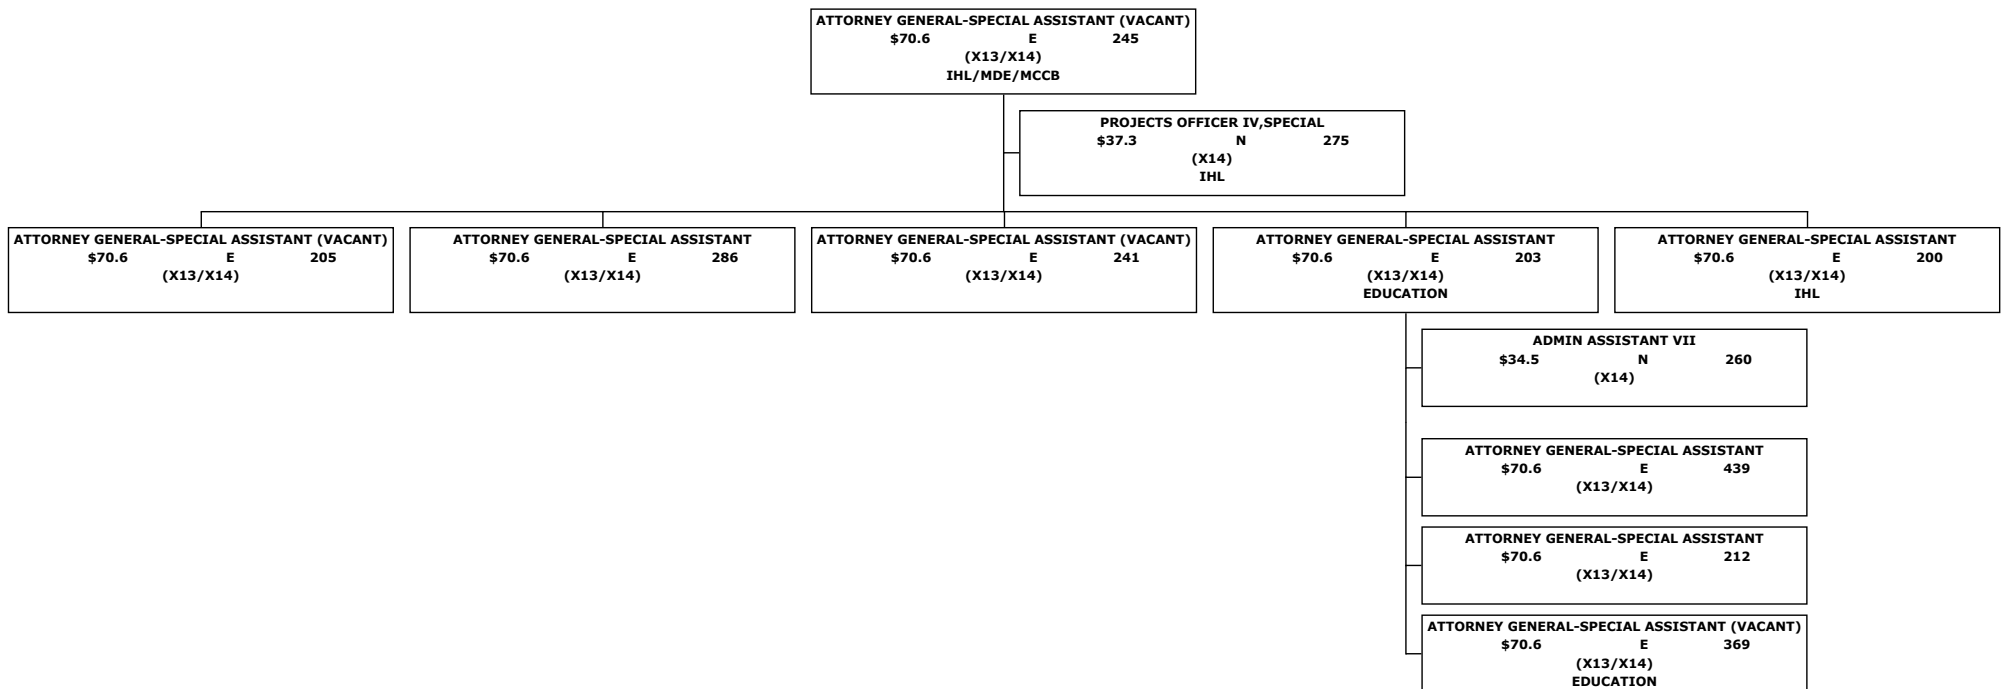 ATTORNEY GENERAL-SPECIAL ASSISTANT (VACANT)
$70.6 E 245
(X13/X14)
IHL/MDE/MCCB
PROJECTS OFFICER IV,SPECIAL
$37.3 N 275
(X14)
IHL
ATTORNEY GENERAL-SPECIAL ASSISTANT (VACANT)
$70.6 E 205
(X13/X14)
ATTORNEY GENERAL-SPECIAL ASSISTANT
$70.6 E 286
(X13/X14)
ATTORNEY GENERAL-SPECIAL ASSISTANT (VACANT)
$70.6 E 241
(X13/X14)
ATTORNEY GENERAL-SPECIAL ASSISTANT
$70.6 E 203
(X13/X14)
EDUCATION
ATTORNEY GENERAL-SPECIAL ASSISTANT
$70.6 E 200
(X13/X14)
IHL
ADMIN ASSISTANT VII
$34.5 N 260
(X14)
ATTORNEY GENERAL-SPECIAL ASSISTANT
$70.6 E 439
(X13/X14)
ATTORNEY GENERAL-SPECIAL ASSISTANT
$70.6 E 212
(X13/X14)
ATTORNEY GENERAL-SPECIAL ASSISTANT (VACANT)
$70.6 E 369
(X13/X14)
EDUCATION